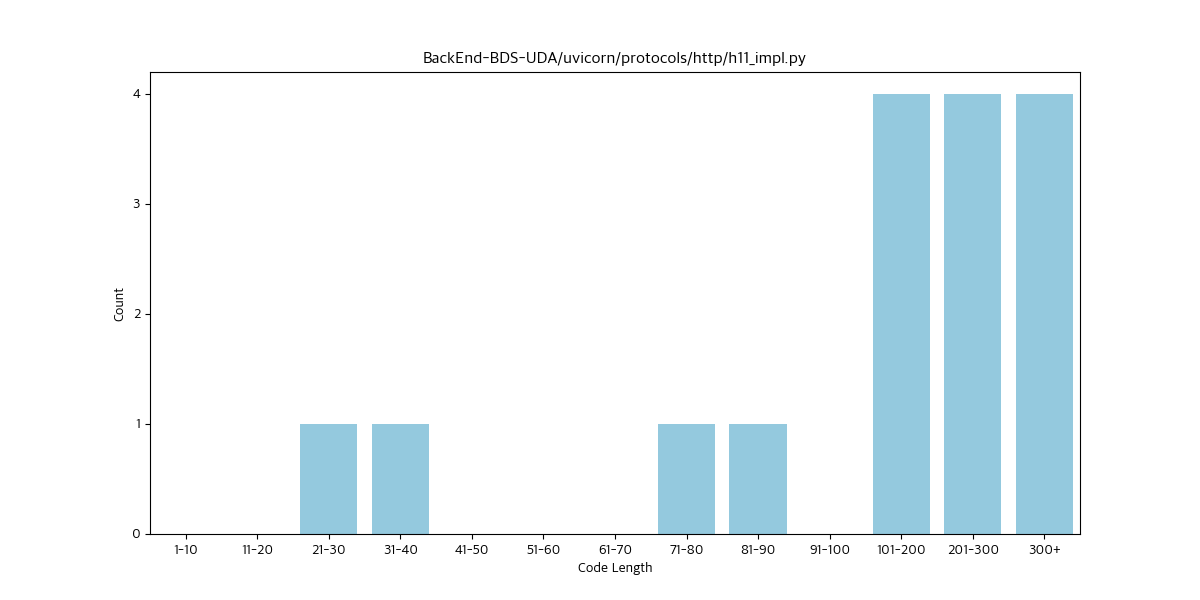 BackEnd-BDS-UDA/uvicorn/protocols/http/h11_impl.py
4
3
2
1
0
Count
1-10 11-20 21-30 31-40 41-50 51-60 61-70 71-80 81-90 91-100 101-200 201-300 300+
Code Length